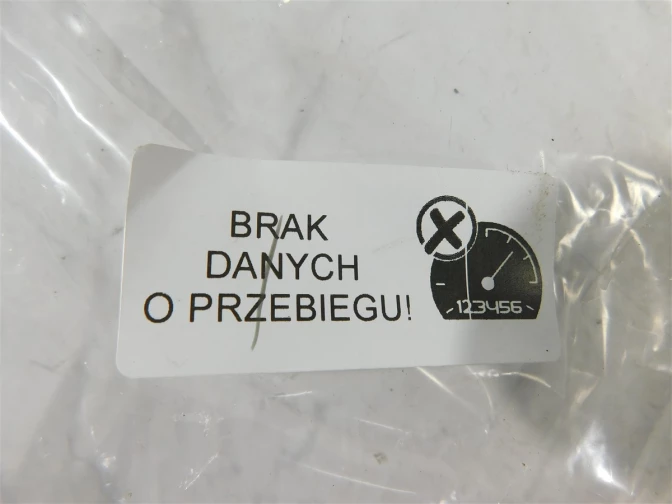 BRAK
DANYCH
O PRZEBIEGU!
123456